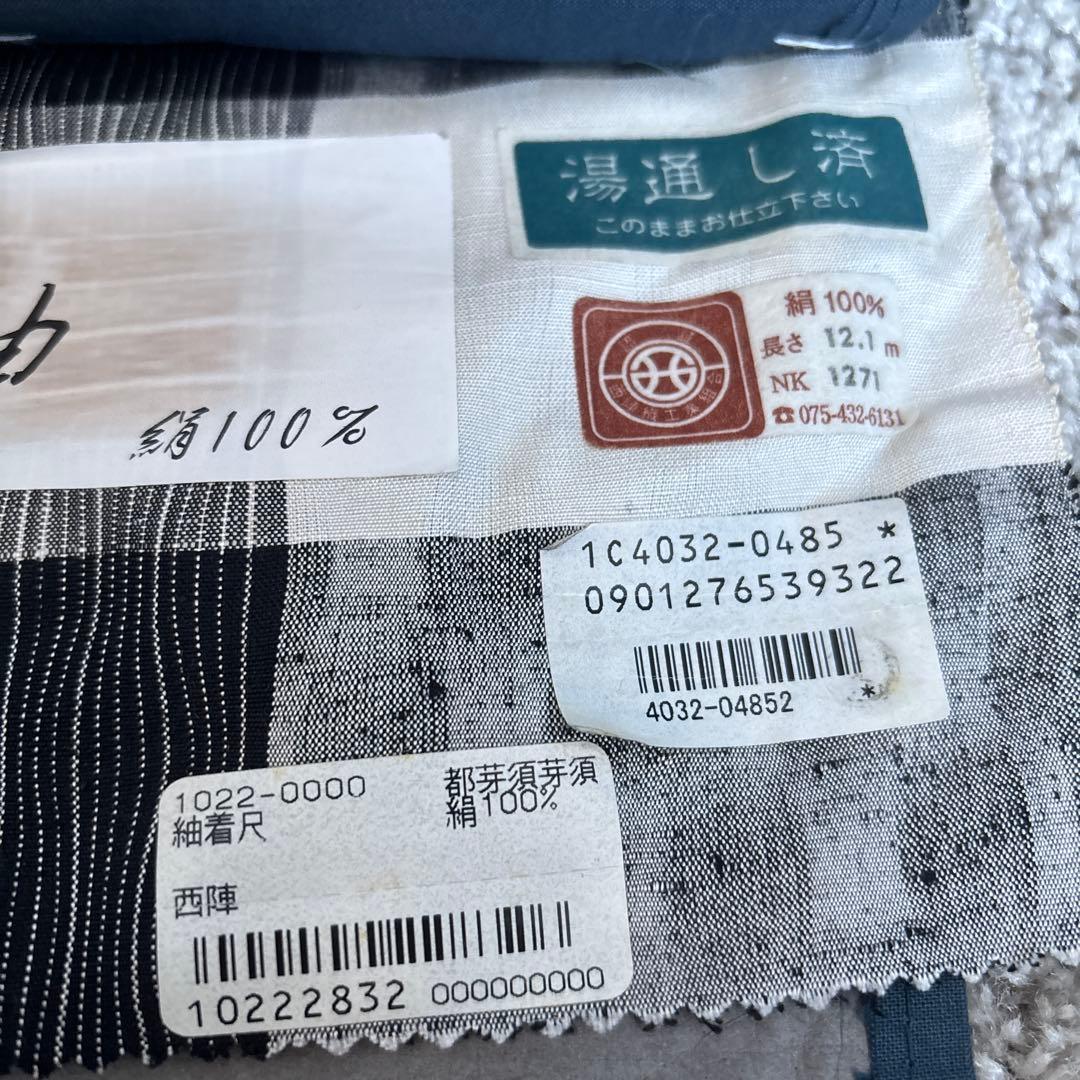 湯通し済
このままお仕立下さい
絹 100%
長さ 12.1 m
NK 1271
☎ 075-432-6131
絹100%
1C4032-0485 *
0901276539322
4032-04852 *
1022-0000 都芽須芽須
紬着尺 絹100%
西陣
10222832 000000000